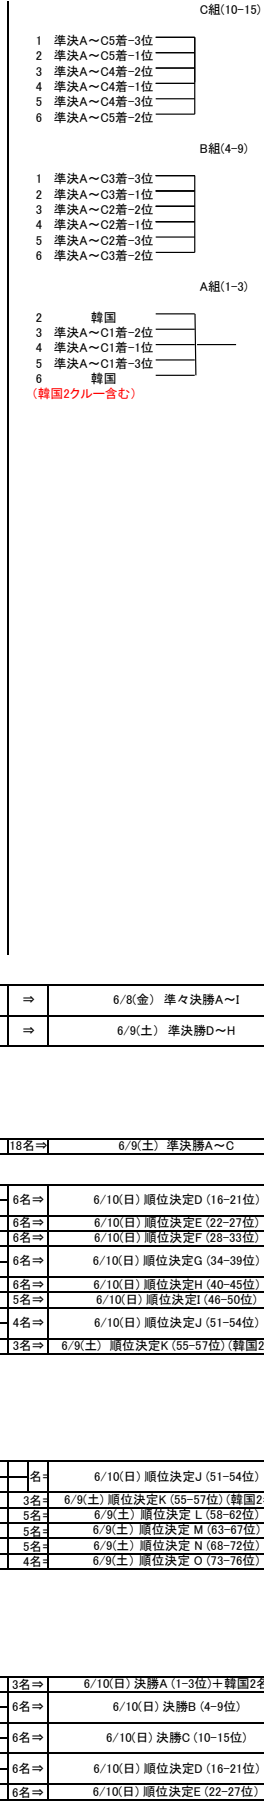 C組(10-15)
1 準決A～C5着-3位
2 準決A～C5着-1位
3 準決A～C4着-2位
4 準決A～C4着-1位
5 準決A～C4着-3位
6 準決A～C5着-2位
B組(4-9)
1 準決A～C3着-3位
2 準決A～C3着-1位
3 準決A～C2着-2位
4 準決A～C2着-1位
5 準決A～C2着-3位
6 準決A～C3着-2位
A組(1-3)
2 韓国
3 準決A～C1着-2位
4 準決A～C1着-1位
5 準決A～C1着-3位
6 韓国
(韓国2クルー含む)
⇒ 6/8(金) 準々決勝A～I
⇒ 6/9(土) 準決勝D～H
18名⇒ 6/9(土) 準決勝A～C
6名⇒ 6/10(日) 順位決定D (16-21位)
6名⇒ 6/10(日) 順位決定E (22-27位)
6名⇒ 6/10(日) 順位決定F (28-33位)
6名⇒ 6/10(日) 順位決定G (34-39位)
6名⇒ 6/10(日) 順位決定H (40-45位)
5名⇒ 6/10(日) 順位決定I (46-50位)
4名⇒ 6/10(日) 順位決定J (51-54位)
3名⇒ 6/9(土) 順位決定K (55-57位)(韓国2
名 6/10(日) 順位決定J (51-54位)
3名 6/9(土) 順位決定K (55-57位)(韓国2
5名 6/9(土) 順位決定 L (58-62位)
5名 6/9(土) 順位決定 M (63-67位)
5名 6/9(土) 順位決定 N (68-72位)
4名 6/9(土) 順位決定 O (73-76位)
3名⇒ 6/10(日) 決勝A (1-3位)＋韓国2名
6名⇒ 6/10(日) 決勝B (4-9位)
6名⇒ 6/10(日) 決勝C (10-15位)
6名⇒ 6/10(日) 順位決定D (16-21位)
6名⇒ 6/10(日) 順位決定E (22-27位)